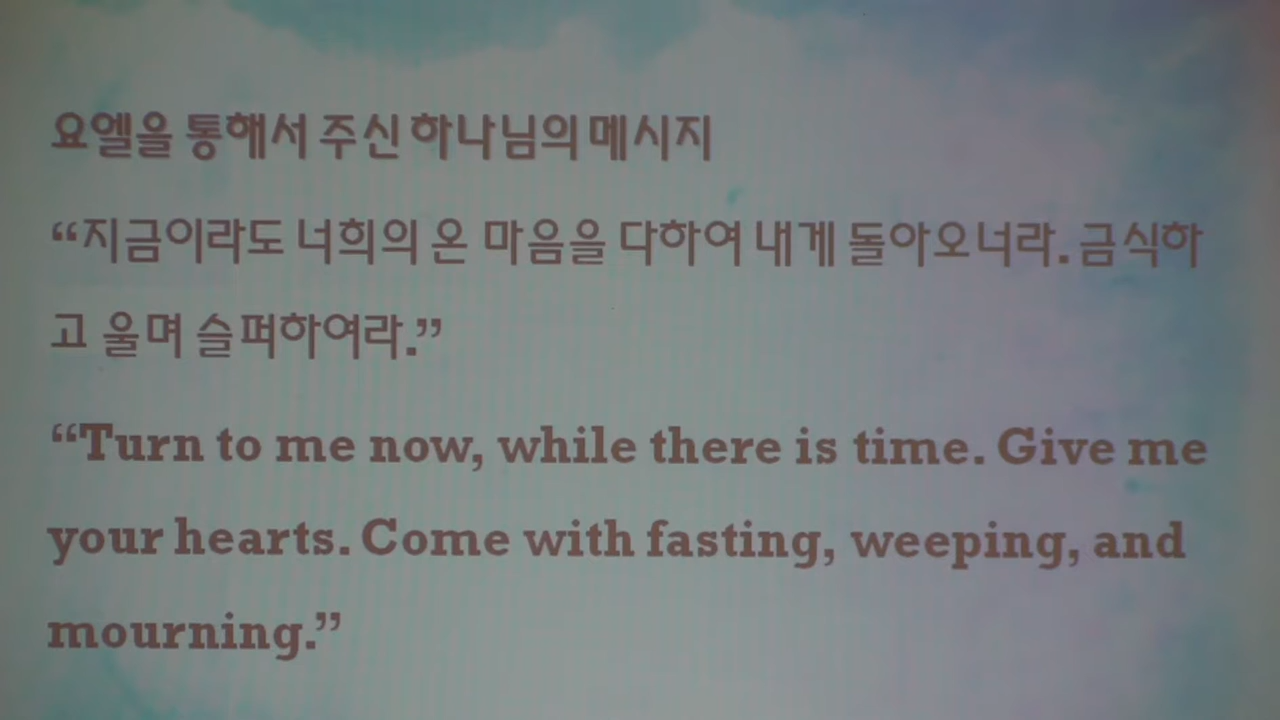 요엘을 통해서 주신 하나님의 메시지
“지금이라도 너희의 온 마음을 다하여 내게 돌아오너라. 금식하
고 울며 슬퍼하여라.”
“Turn to me now, while there is time. Give me
your hearts. Come with fasting, weeping, and
mourning.”